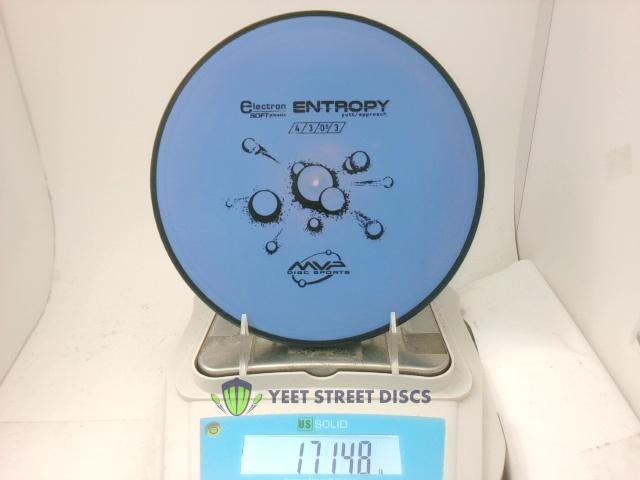 electron ENTROPY
SOFT plastic putt/approach
4/3/0⁵/3
MVP
DISC SPORTS
YEET STREET DISCS
US SOLID
171.48 g